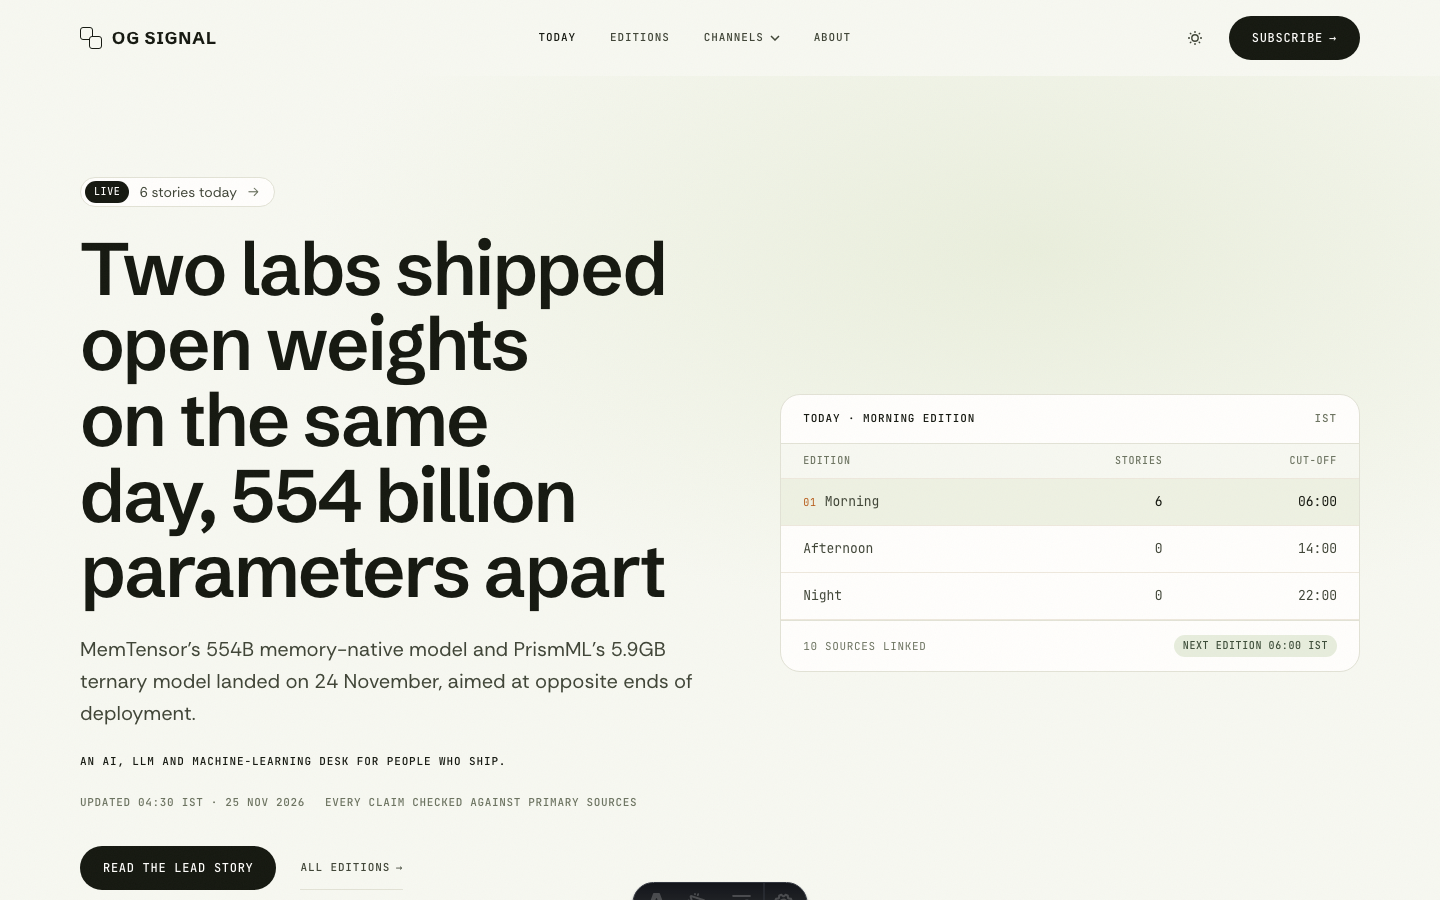 OG SIGNAL
TODAY
EDITIONS
CHANNELS
ABOUT
SUBSCRIBE →
LIVE 6 stories today →
Two labs shipped
open weights
on the same
day, 554 billion
parameters apart
MemTensor's 554B memory-native model and PrismML's 5.9GB
ternary model landed on 24 November, aimed at opposite ends of
deployment.
AN AI, LLM AND MACHINE-LEARNING DESK FOR PEOPLE WHO SHIP.
UPDATED 04:30 IST · 25 NOV 2026 EVERY CLAIM CHECKED AGAINST PRIMARY SOURCES
READ THE LEAD STORY
ALL EDITIONS →
TODAY · MORNING EDITION IST
EDITION STORIES CUT-OFF
01 Morning 6 06:00
Afternoon 0 14:00
Night 0 22:00
10 SOURCES LINKED NEXT EDITION 06:00 IST